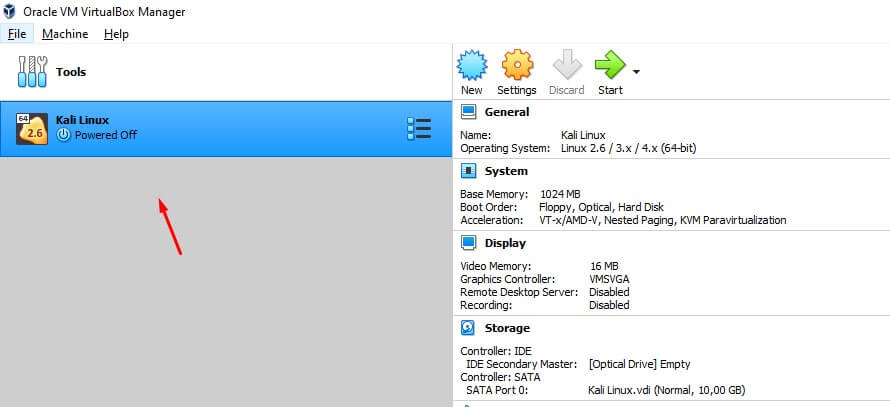 Oracle VM VirtualBox Manager
File Machine Help
Tools
64
2.6
Kali Linux
Powered Off
New Settings Discard Start
General
Name: Kali Linux
Operating System: Linux 2.6 / 3.x / 4.x (64-bit)
System
Base Memory: 1024 MB
Boot Order: Floppy, Optical, Hard Disk
Acceleration: VT-x/AMD-V, Nested Paging, KVM Paravirtualization
Display
Video Memory: 16 MB
Graphics Controller: VMSVGA
Remote Desktop Server: Disabled
Recording: Disabled
Storage
Controller: IDE
IDE Secondary Master: [Optical Drive] Empty
Controller: SATA
SATA Port 0: Kali Linux.vdi (Normal, 10,00 GB)